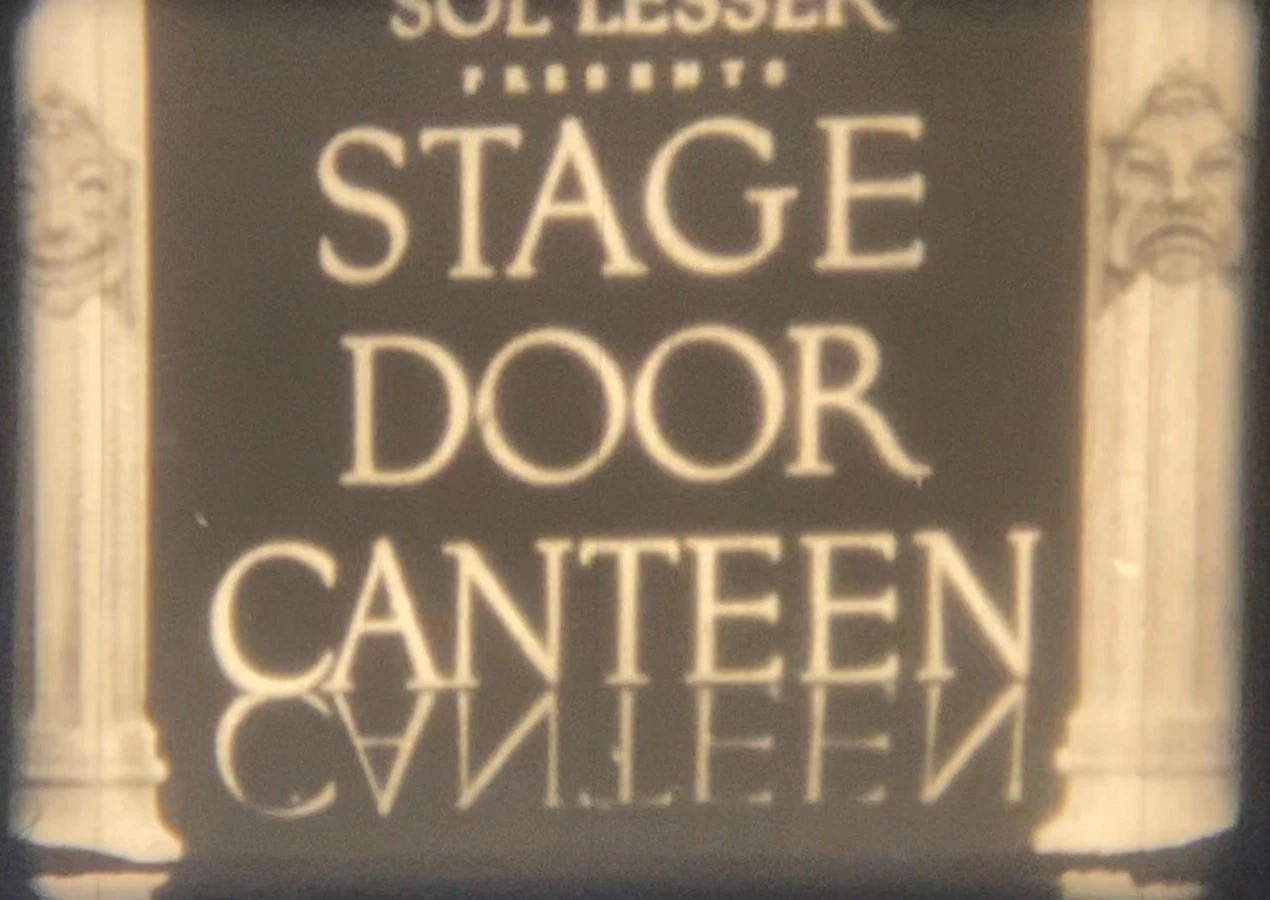 SOL LESSER
PRESENTS
STAGE
DOOR
CANTEEN